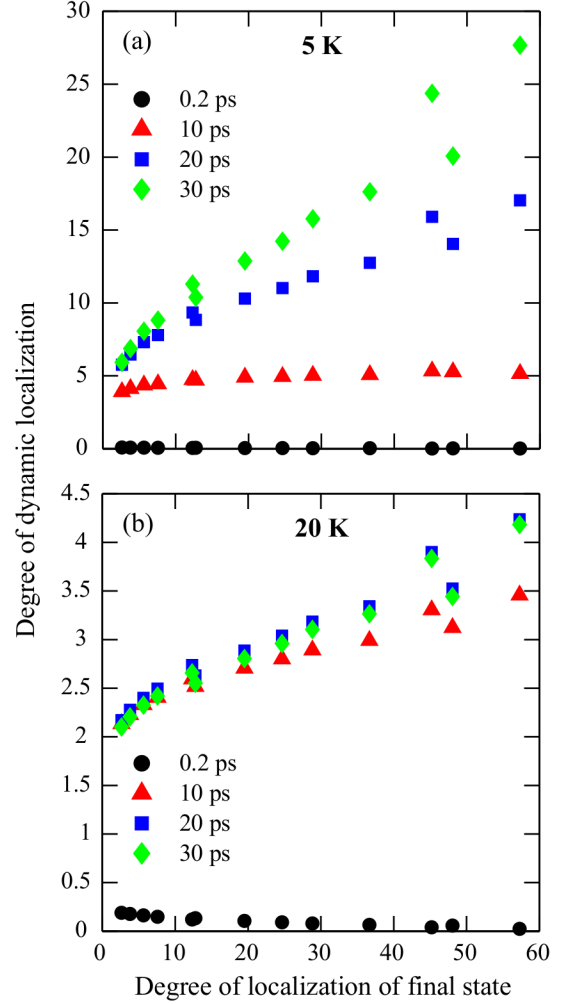 30
25
20
15
10
5
0
(a)
5 K
0.2 ps
10 ps
20 ps
30 ps
Degree of dynamic localization
4.5
4
3.5
3
2.5
2
1.5
1
0.5
0
(b)
20 K
0.2 ps
10 ps
20 ps
30 ps
0 10 20 30 40 50 60
Degree of localization of final state